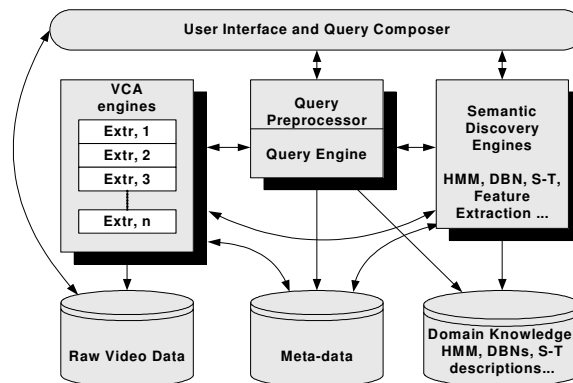 User Interface and Query Composer
VCA
engines
Extr, 1
Extr, 2
Extr, 3
Extr, n
Query
Preprocessor
Query Engine
Semantic
Discovery
Engines
HMM, DBN, S-T,
Feature
Extraction ...
Raw Video Data
Meta-data
Domain Knowledge
HMM, DBNs, S-T
descriptions...